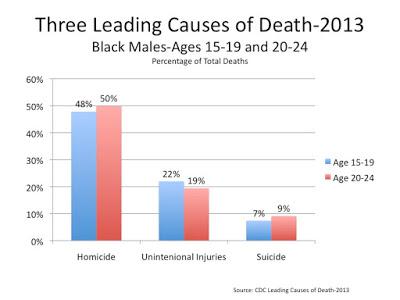 Three Leading Causes of Death-2013
Black Males-Ages 15-19 and 20-24
Percentage of Total Deaths
60%
50%
40%
30%
20%
10%
0%
48%
50%
22%
19%
7%
9%
Homicide
Unintenional Injuries
Suicide
Age 15-19
Age 20-24
Source: CDC Leading Causes of Death-2013